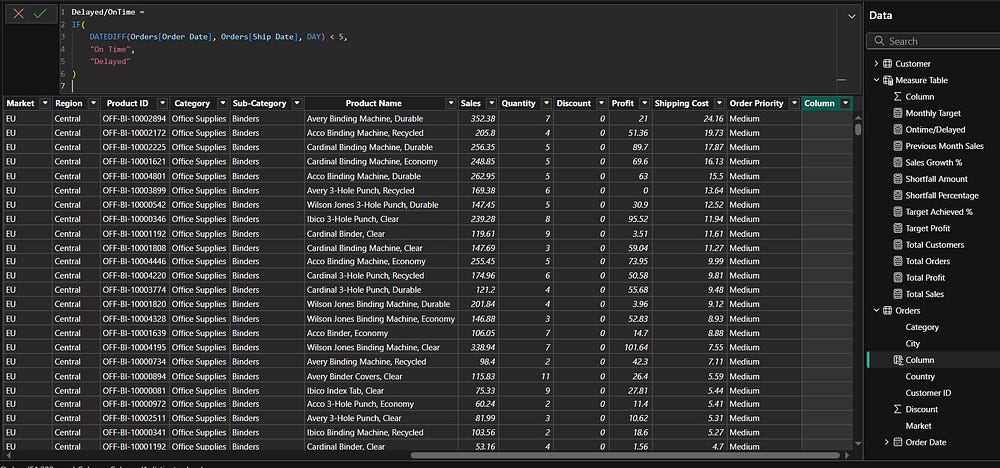 1 Delayed/OnTime =
2 IF(
3 DATEDIFF(Orders[Order Date], Orders[Ship Date], DAY) < 5,
4 "On Time",
5 "Delayed"
6 )
7
Market Region Product ID Category Sub-Category Product Name Sales Quantity Discount Profit Shipping Cost Order Priority Column
EU Central OFF-BI-10002894 Office Supplies Binders Avery Binding Machine, Durable 352.38 7 0 21 24.16 Medium
EU Central OFF-BI-10002172 Office Supplies Binders Acco Binding Machine, Recycled 205.8 4 0 51.36 19.73 Medium
EU Central OFF-BI-10002225 Office Supplies Binders Cardinal Binding Machine, Durable 256.35 5 0 89.7 17.87 Medium
EU Central OFF-BI-10001621 Office Supplies Binders Cardinal Binding Machine, Economy 248.85 5 0 69.6 16.13 Medium
EU Central OFF-BI-10004801 Office Supplies Binders Acco Binding Machine, Durable 262.95 5 0 63 15.5 Medium
EU Central OFF-BI-10003899 Office Supplies Binders Avery 3-Hole Punch, Recycled 169.38 6 0 0 13.64 Medium
EU Central OFF-BI-10000542 Office Supplies Binders Wilson Jones 3-Hole Punch, Durable 147.45 5 0 30.9 12.52 Medium
EU Central OFF-BI-10000346 Office Supplies Binders Ibico 3-Hole Punch, Clear 239.28 8 0 95.52 11.94 Medium
EU Central OFF-BI-10001192 Office Supplies Binders Cardinal Binder, Clear 119.61 9 0 3.51 11.61 Medium
EU Central OFF-BI-10001808 Office Supplies Binders Cardinal Binding Machine, Clear 147.69 3 0 59.04 11.27 Medium
EU Central OFF-BI-10004446 Office Supplies Binders Acco Binding Machine, Economy 255.45 5 0 73.95 9.99 Medium
EU Central OFF-BI-10004220 Office Supplies Binders Cardinal 3-Hole Punch, Recycled 174.96 6 0 50.58 9.81 Medium
EU Central OFF-BI-10003774 Office Supplies Binders Cardinal 3-Hole Punch, Durable 121.2 4 0 55.68 9.48 Medium
EU Central OFF-BI-10001820 Office Supplies Binders Wilson Jones Binding Machine, Durable 201.84 4 0 3.96 9.12 Medium
EU Central OFF-BI-10004328 Office Supplies Binders Wilson Jones Binding Machine, Economy 146.88 3 0 52.83 8.93 Medium
EU Central OFF-BI-10001639 Office Supplies Binders Acco Binder, Economy 106.05 7 0 14.7 8.88 Medium
EU Central OFF-BI-10004195 Office Supplies Binders Wilson Jones Binding Machine, Clear 338.94 7 0 101.64 7.55 Medium
EU Central OFF-BI-10000734 Office Supplies Binders Avery Binding Machine, Recycled 98.4 2 0 42.3 7.11 Medium
EU Central OFF-BI-10000894 Office Supplies Binders Avery Binder Covers, Clear 115.83 11 0 26.4 5.59 Medium
EU Central OFF-BI-10000081 Office Supplies Binders Ibico Index Tab, Clear 75.33 9 0 27.81 5.44 Medium
EU Central OFF-BI-10000972 Office Supplies Binders Acco 3-Hole Punch, Economy 60.24 2 0 11.4 5.41 Medium
EU Central OFF-BI-10002511 Office Supplies Binders Avery 3-Hole Punch, Clear 81.99 3 0 10.62 5.31 Medium
EU Central OFF-BI-10000341 Office Supplies Binders Ibico Binding Machine, Recycled 103.56 2 0 18.6 5.27 Medium
EU Central OFF-BI-10001192 Office Supplies Binders Cardinal Binder, Clear 53.16 4 0 1.56 4.7 Medium
Data
Search
Customer
Measure Table
Column
Monthly Target
Ontime/Delayed
Previous Month Sales
Sales Growth %
Shortfall Amount
Shortfall Percentage
Target Achieved %
Target Profit
Total Customers
Total Orders
Total Profit
Total Sales
Orders
Category
City
Column
Country
Customer ID
Discount
Market
Order Date